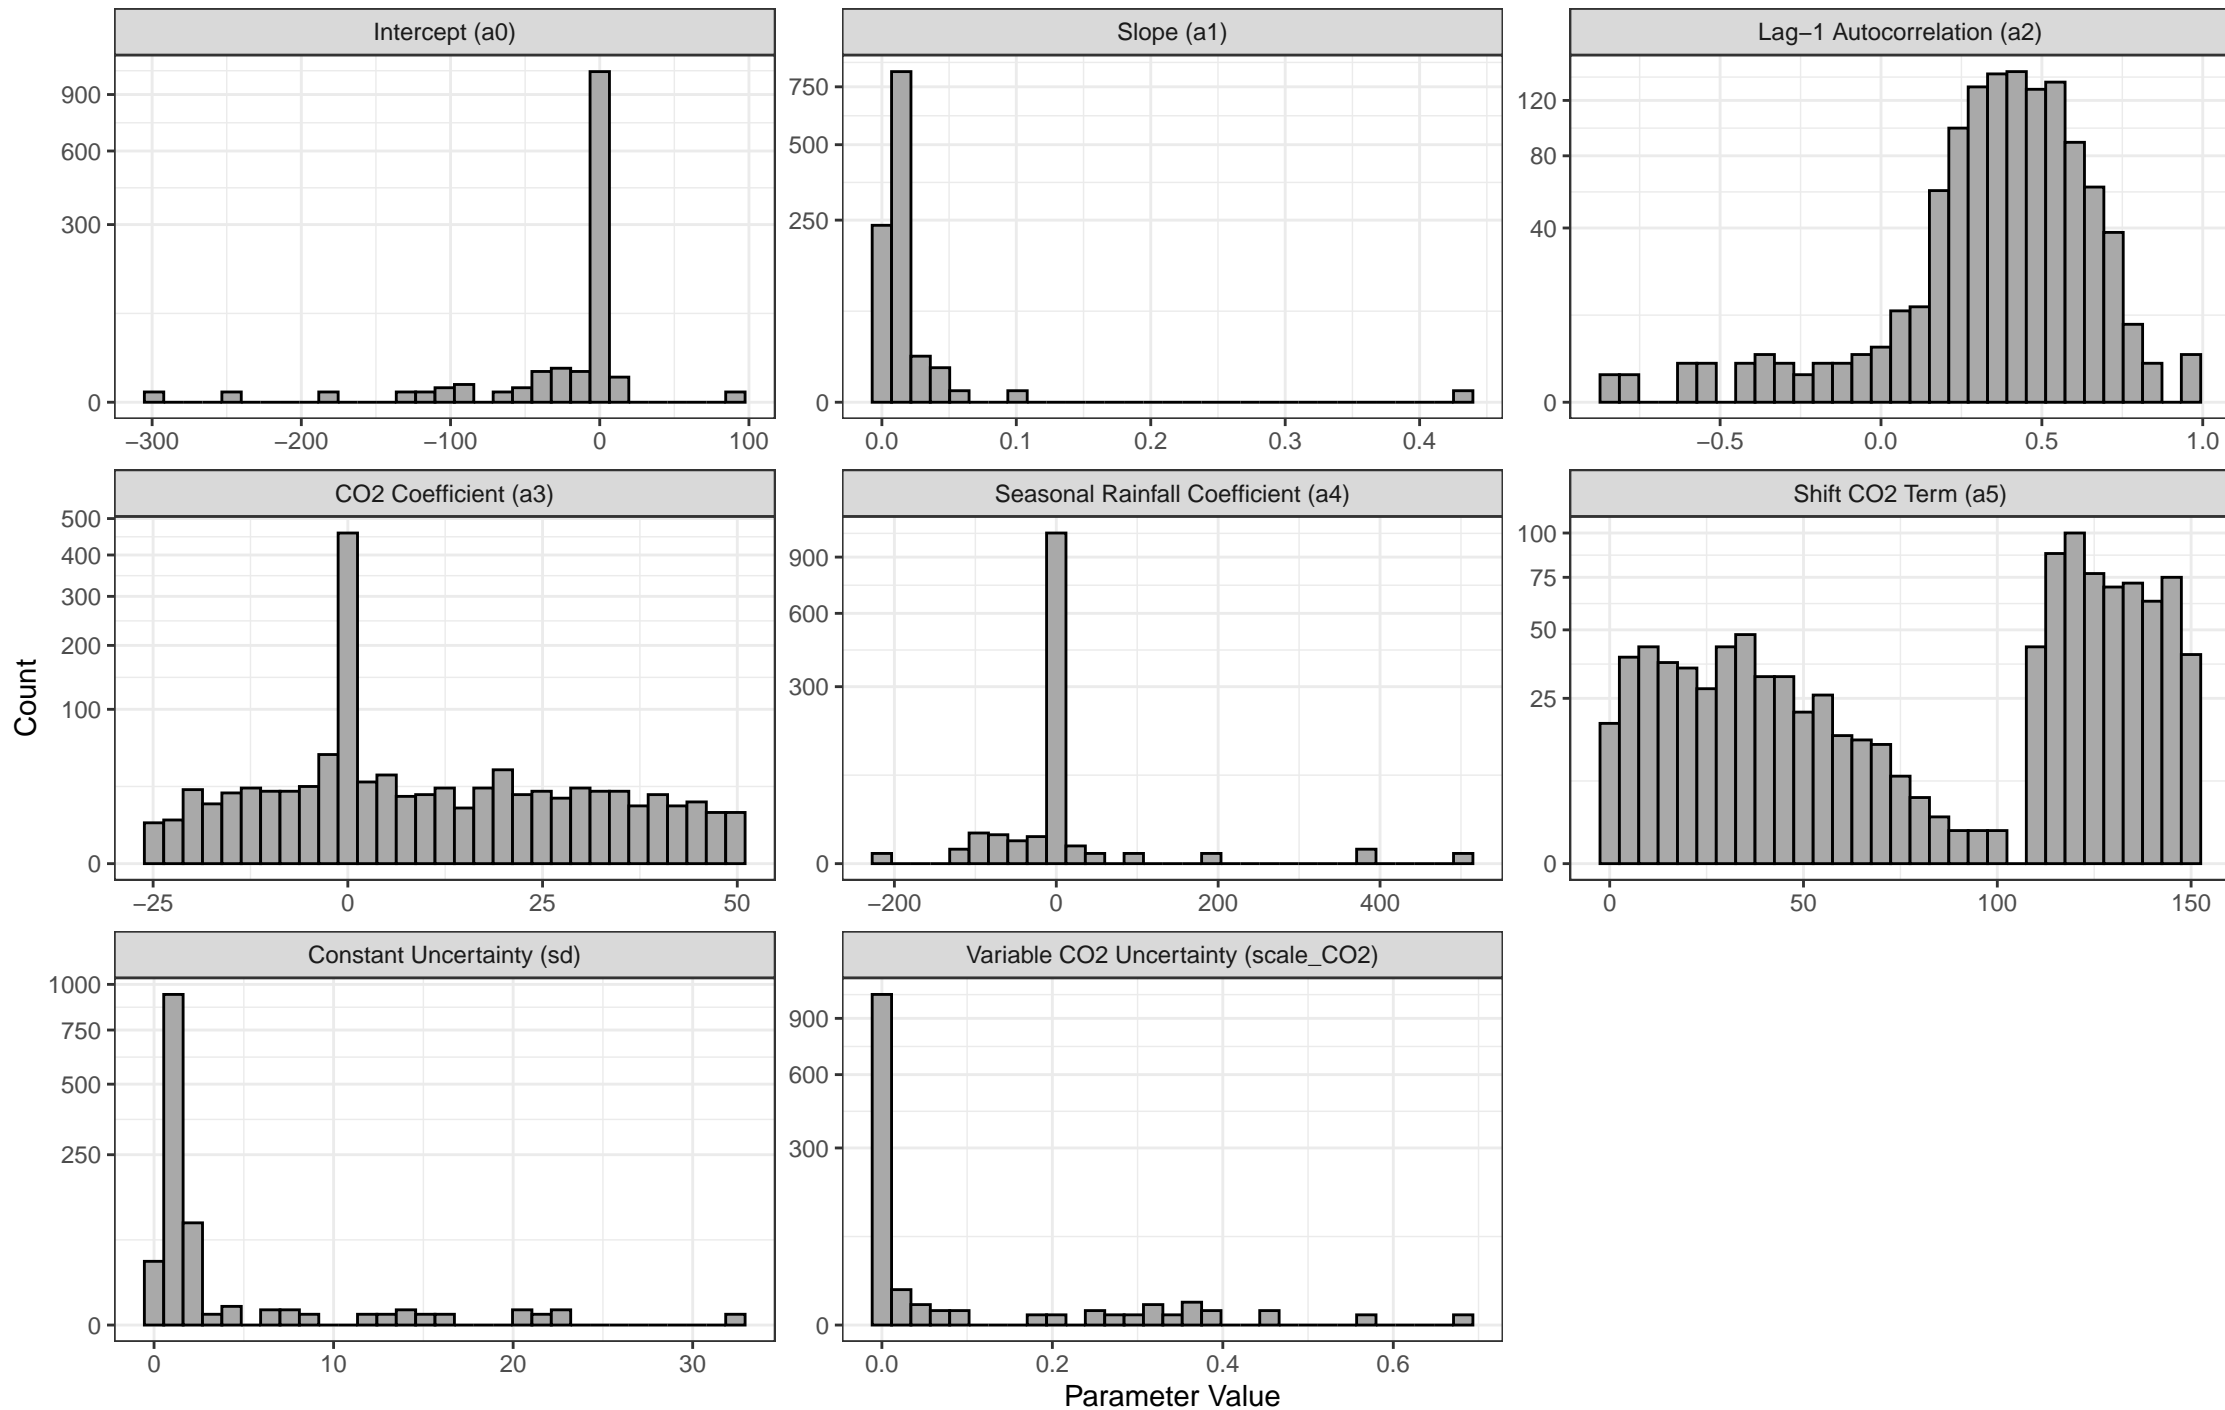 Intercept (a0)
Slope (a1)
Lag−1 Autocorrelation (a2)
900
600
300
0
750
500
250
0
120
80
40
0
−300 −200 −100 0 100
0.0 0.1 0.2 0.3 0.4
−0.5 0.0 0.5 1.0
CO2 Coefficient (a3)
Seasonal Rainfall Coefficient (a4)
Shift CO2 Term (a5)
500
400
300
200
100
0
900
600
300
0
100
75
50
25
0
−25 0 25 50
−200 0 200 400
0 50 100 150
Count
Constant Uncertainty (sd)
Variable CO2 Uncertainty (scale_CO2)
1000
750
500
250
0
900
600
300
0
0 10 20 30
0.0 0.2 0.4 0.6
Parameter Value